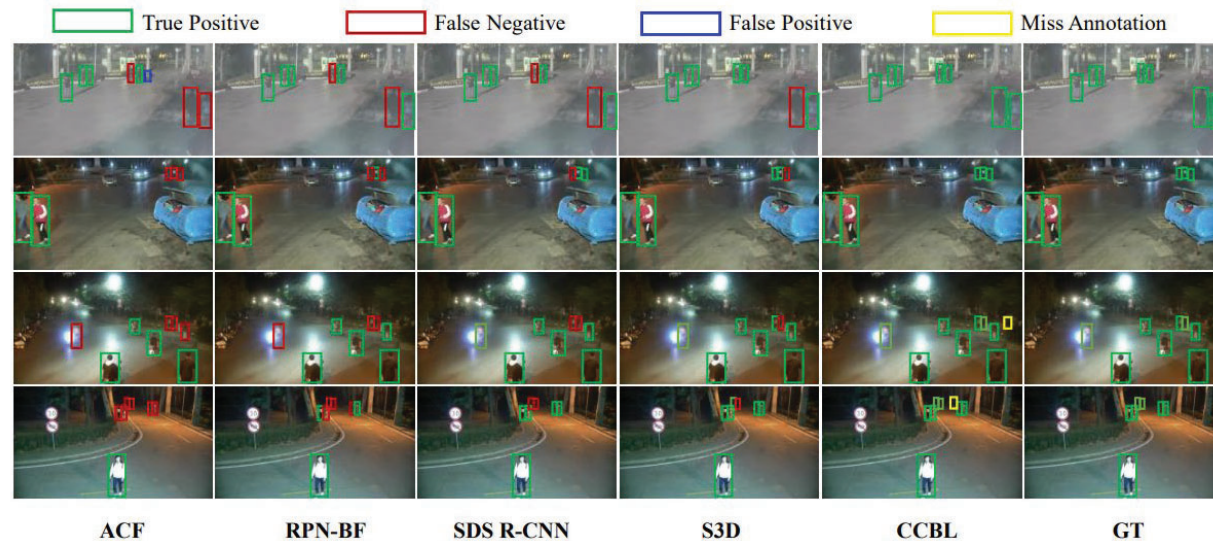 True Positive False Negative False Positive Miss Annotation
ACF RPN-BF SDS R-CNN S3D CCBL GT